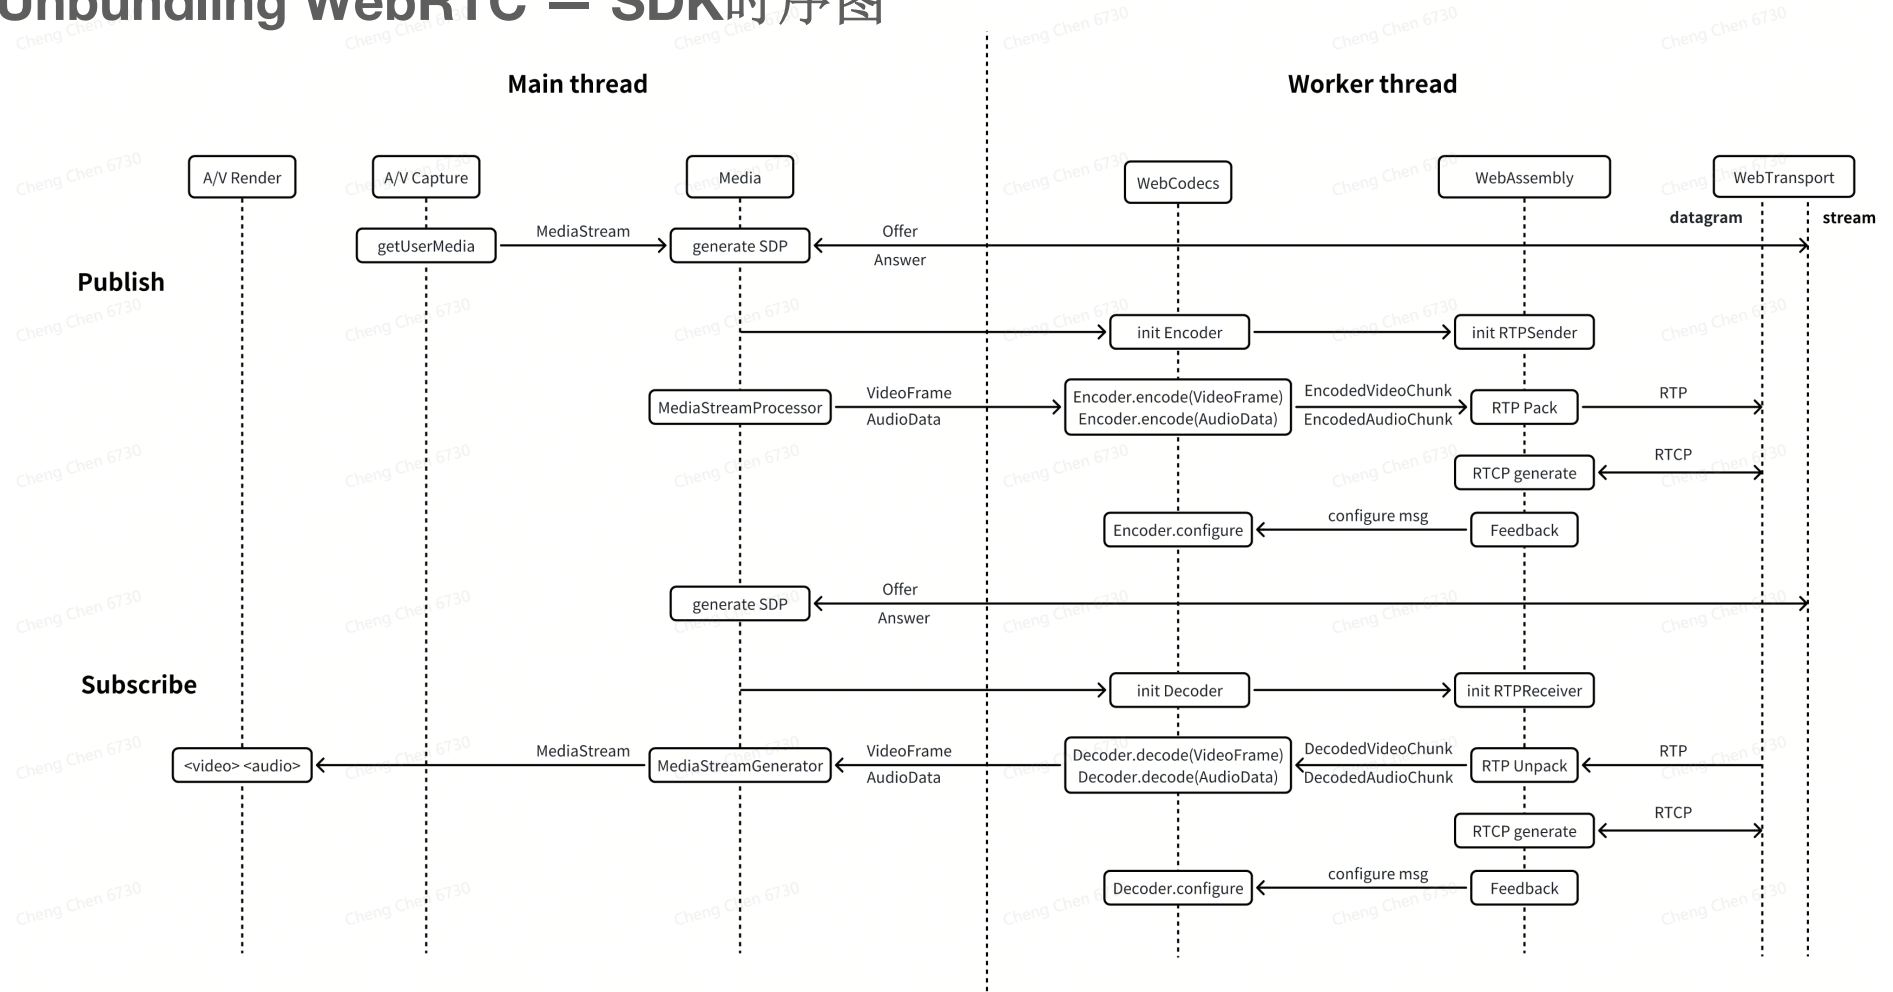 Unbundling WebRTC — SDK时序图
Main thread
Worker thread
A/V Render
A/V Capture
Media
WebCodecs
WebAssembly
WebTransport
datagram
stream
Publish
getUserMedia
MediaStream
generate SDP
Offer
Answer
init Encoder
init RTPSender
MediaStreamProcessor
VideoFrame
AudioData
Encoder.encode(VideoFrame)
Encoder.encode(AudioData)
EncodedVideoChunk
EncodedAudioChunk
RTP Pack
RTP
RTCP generate
RTCP
Encoder.configure
configure msg
Feedback
generate SDP
Offer
Answer
Subscribe
init Decoder
init RTPReceiver
<video> <audio>
MediaStream
MediaStreamGenerator
VideoFrame
AudioData
Decoder.decode(VideoFrame)
Decoder.decode(AudioData)
DecodedVideoChunk
DecodedAudioChunk
RTP Unpack
RTP
RTCP generate
RTCP
Decoder.configure
configure msg
Feedback
Cheng Chen 6730